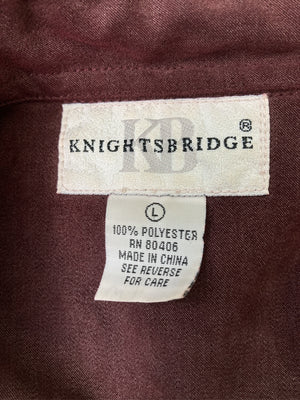 KB
KNIGHTSBRIDGE ®
L
100% POLYESTER
RN 80406
MADE IN CHINA
SEE REVERSE
FOR CARE